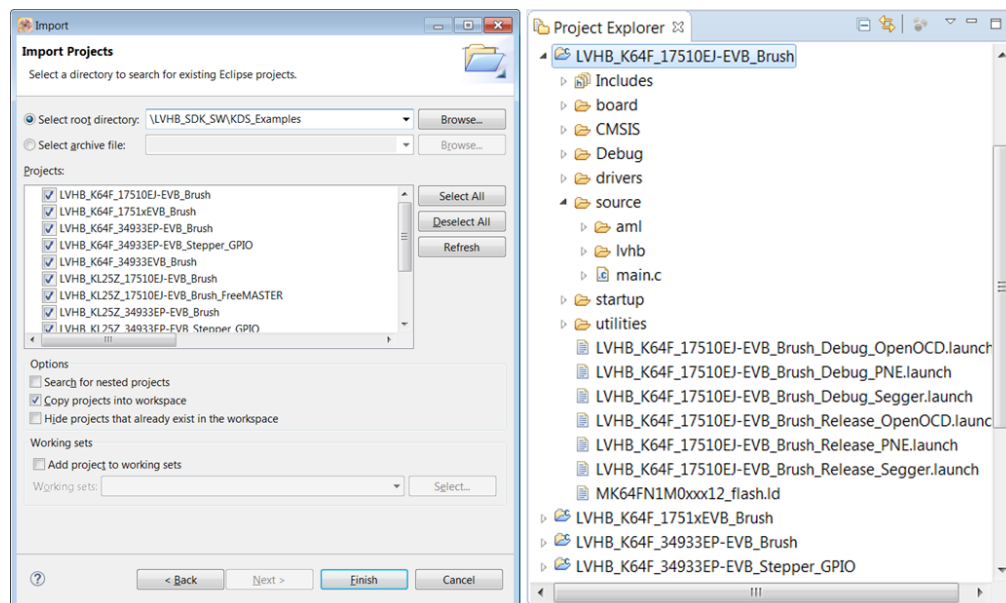 Import
Import Projects
Select a directory to search for existing Eclipse projects.
Select root directory: \LVHB_SDK_SW\KDS_Examples Browse...
Select archive file: Browse...
Projects:
LVHB_K64F_17510EJ-EVB_Brush
LVHB_K64F_1751xEVB_Brush
LVHB_K64F_34933EP-EVB_Brush
LVHB_K64F_34933EP-EVB_Stepper_GPIO
LVHB_K64F_34933EVB_Brush
LVHB_KL25Z_17510EJ-EVB_Brush
LVHB_KL25Z_17510EJ-EVB_Brush_FreeMASTER
LVHB_KL25Z_34933EP-EVB_Brush
LVHB_KL25Z_34933EP-EVB_Stepper_GPIO
Select All
Deselect All
Refresh
Options
Search for nested projects
Copy projects into workspace
Hide projects that already exist in the workspace
Working sets
Add project to working sets
Working sets: Select...
? < Back Next > Finish Cancel
Project Explorer
LVHB_K64F_17510EJ-EVB_Brush
Includes
board
CMSIS
Debug
drivers
source
aml
lvhb
main.c
startup
utilities
LVHB_K64F_17510EJ-EVB_Brush_Debug_OpenOCD.launch
LVHB_K64F_17510EJ-EVB_Brush_Debug_PNE.launch
LVHB_K64F_17510EJ-EVB_Brush_Debug_Segger.launch
LVHB_K64F_17510EJ-EVB_Brush_Release_OpenOCD.launc
LVHB_K64F_17510EJ-EVB_Brush_Release_PNE.launch
LVHB_K64F_17510EJ-EVB_Brush_Release_Segger.launch
MK64FN1M0xxx12_flash.ld
LVHB_K64F_1751xEVB_Brush
LVHB_K64F_34933EP-EVB_Brush
LVHB_K64F_34933EP-EVB_Stepper_GPIO